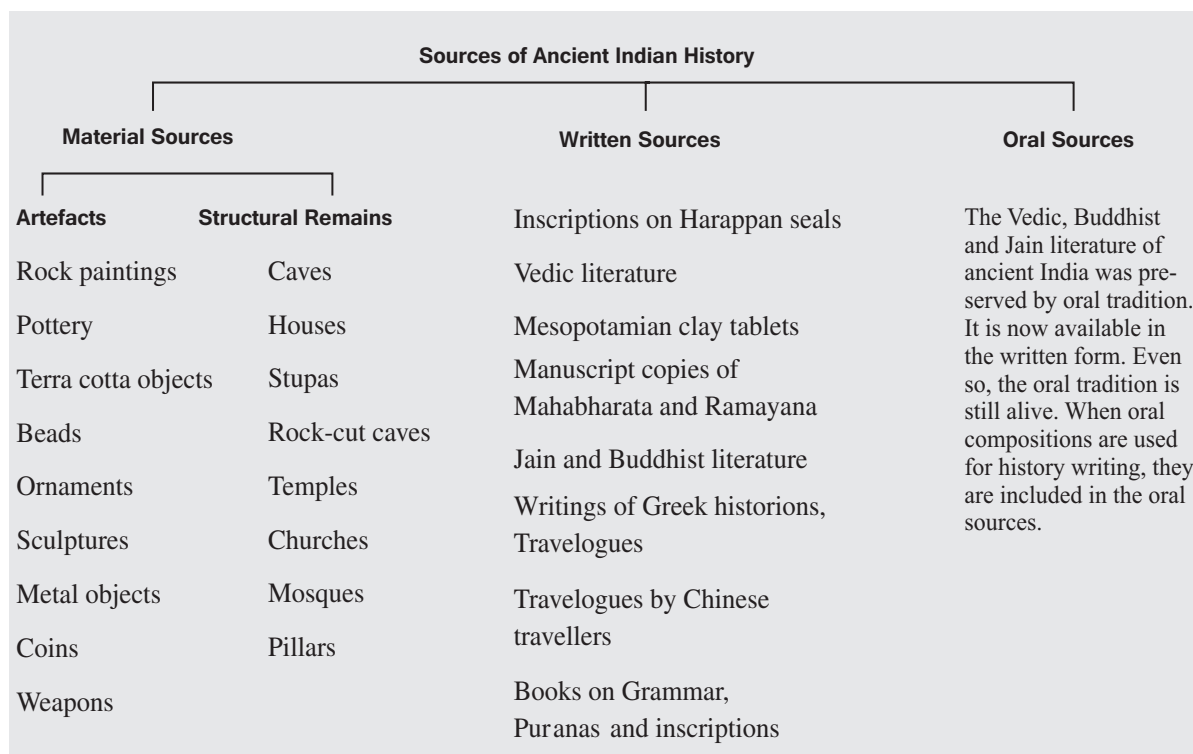 Sources of Ancient Indian History
Material Sources
Written Sources
Oral Sources
Artefacts
Rock paintings
Pottery
Terra cotta objects
Beads
Ornaments
Sculptures
Metal objects
Coins
Weapons
Structural Remains
Caves
Houses
Stupas
Rock-cut caves
Temples
Churches
Mosques
Pillars
Inscriptions on Harappan seals
Vedic literature
Mesopotamian clay tablets
Manuscript copies of
Mahabharata and Ramayana
Jain and Buddhist literature
Writings of Greek historions,
Travelogues
Travelogues by Chinese
travellers
Books on Grammar,
Puranas and inscriptions
The Vedic, Buddhist
and Jain literature of
ancient India was pre-
served by oral tradition.
It is now available in
the written form. Even
so, the oral tradition is
still alive. When oral
compositions are used
for history writing, they
are included in the oral
sources.